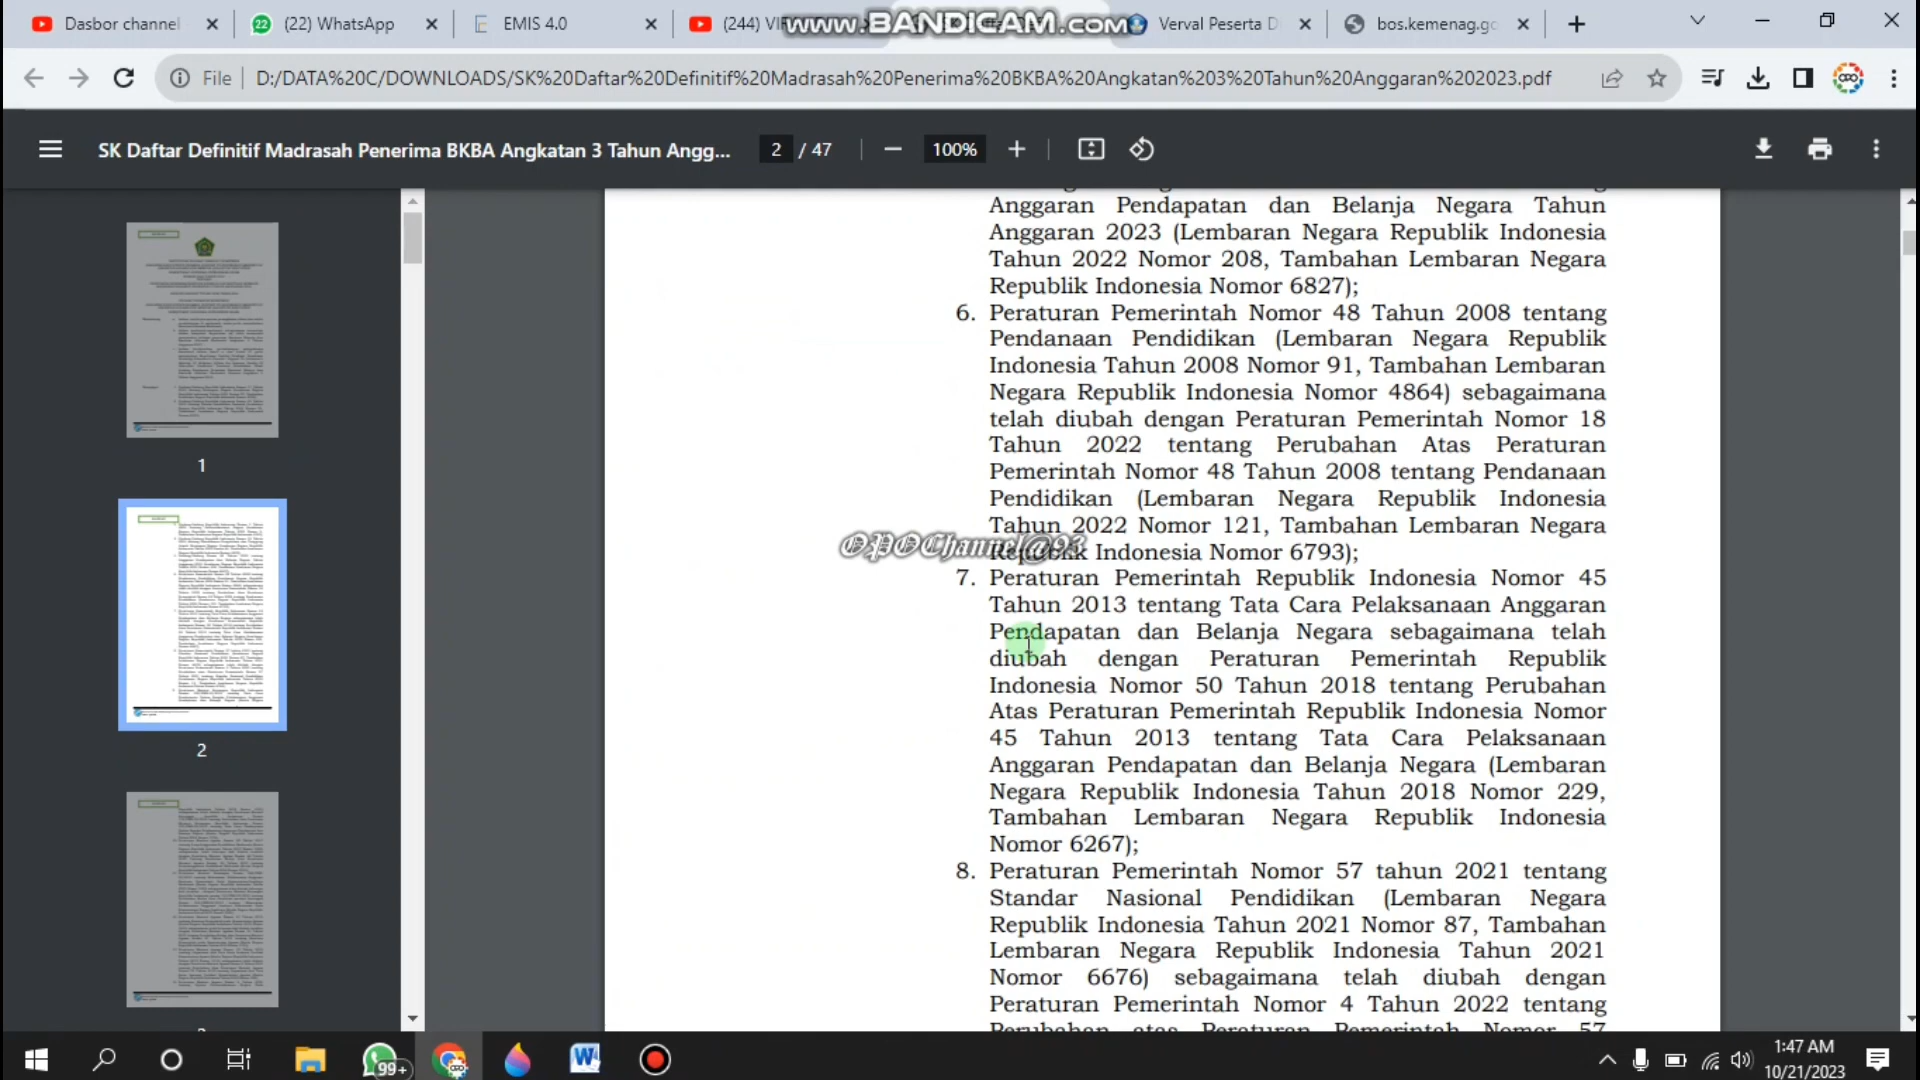 Dasbor channel
(22) WhatsApp
EMIS 4.0
(244) VI
www.BANDICAM.com
Verval Peserta D
bos.kemenag.go
File
D:/DATA%20C/DOWNLOADS/SK%20Daftar%20Definitif%20Madrasah%20Penerima%20BKBA%20Angkatan%203%20Tahun%20Anggaran%202023.pdf
SK Daftar Definitif Madrasah Penerima BKBA Angkatan 3 Tahun Angg...
2 / 47
100%
1
2
Anggaran Pendapatan dan Belanja Negara Tahun
Anggaran 2023 (Lembaran Negara Republik Indonesia
Tahun 2022 Nomor 208, Tambahan Lembaran Negara
Republik Indonesia Nomor 6827);
6. Peraturan Pemerintah Nomor 48 Tahun 2008 tentang
Pendanaan Pendidikan (Lembaran Negara Republik
Indonesia Tahun 2008 Nomor 91, Tambahan Lembaran
Negara Republik Indonesia Nomor 4864) sebagaimana
telah diubah dengan Peraturan Pemerintah Nomor 18
Tahun 2022 tentang Perubahan Atas Peraturan
Pemerintah Nomor 48 Tahun 2008 tentang Pendanaan
Pendidikan (Lembaran Negara Republik Indonesia
Tahun 2022 Nomor 121, Tambahan Lembaran Negara
OPOChannel@93
Republik Indonesia Nomor 6793);
7. Peraturan Pemerintah Republik Indonesia Nomor 45
Tahun 2013 tentang Tata Cara Pelaksanaan Anggaran
Pendapatan dan Belanja Negara sebagaimana telah
diubah dengan Peraturan Pemerintah Republik
Indonesia Nomor 50 Tahun 2018 tentang Perubahan
Atas Peraturan Pemerintah Republik Indonesia Nomor
45 Tahun 2013 tentang Tata Cara Pelaksanaan
Anggaran Pendapatan dan Belanja Negara (Lembaran
Negara Republik Indonesia Tahun 2018 Nomor 229,
Tambahan Lembaran Negara Republik Indonesia
Nomor 6267);
8. Peraturan Pemerintah Nomor 57 tahun 2021 tentang
Standar Nasional Pendidikan (Lembaran Negara
Republik Indonesia Tahun 2021 Nomor 87, Tambahan
Lembaran Negara Republik Indonesia Tahun 2021
Nomor 6676) sebagaimana telah diubah dengan
Peraturan Pemerintah Nomor 4 Tahun 2022 tentang
Perubahan atas Peraturan Pemerintah Nomor 57
99+
1:47 AM
10/21/2023